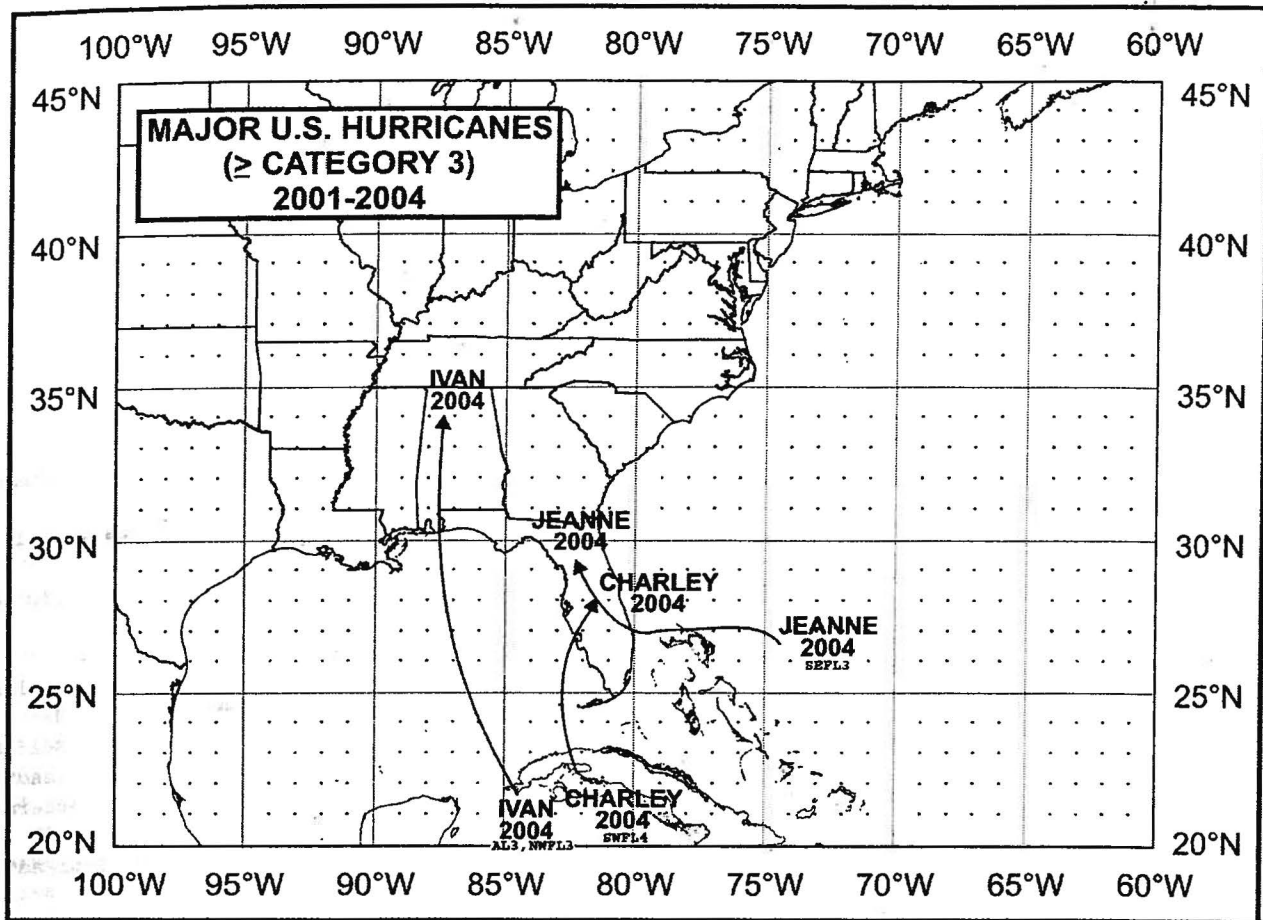 100°W 95°W 90°W 85°W 80°W 75°W 70°W 65°W 60°W
45°N 45°N
MAJOR U.S. HURRICANES
(≥ CATEGORY 3)
2001-2004
40°N 40°N
IVAN
2004
35°N 35°N
JEANNE
2004
30°N 30°N
CHARLEY
2004
JEANNE
2004
SEFL3
25°N 25°N
IVAN
2004
AL3,NWFL3
CHARLEY
2004
SWFL4
20°N 20°N
100°W 95°W 90°W 85°W 80°W 75°W 70°W 65°W 60°W